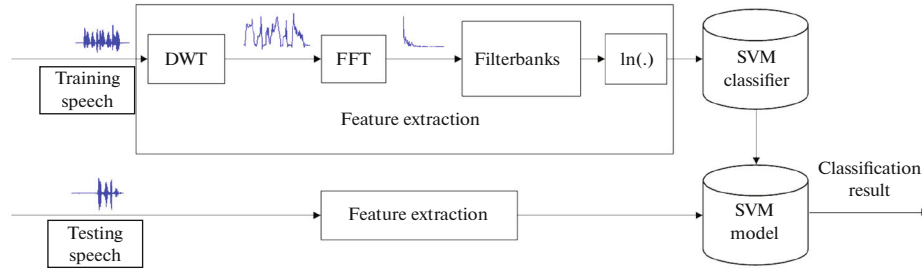 Training
speech
DWT
FFT
Filterbanks
ln(.)
SVM
classifier
Feature extraction
Testing
speech
Feature extraction
SVM
model
Classification
result